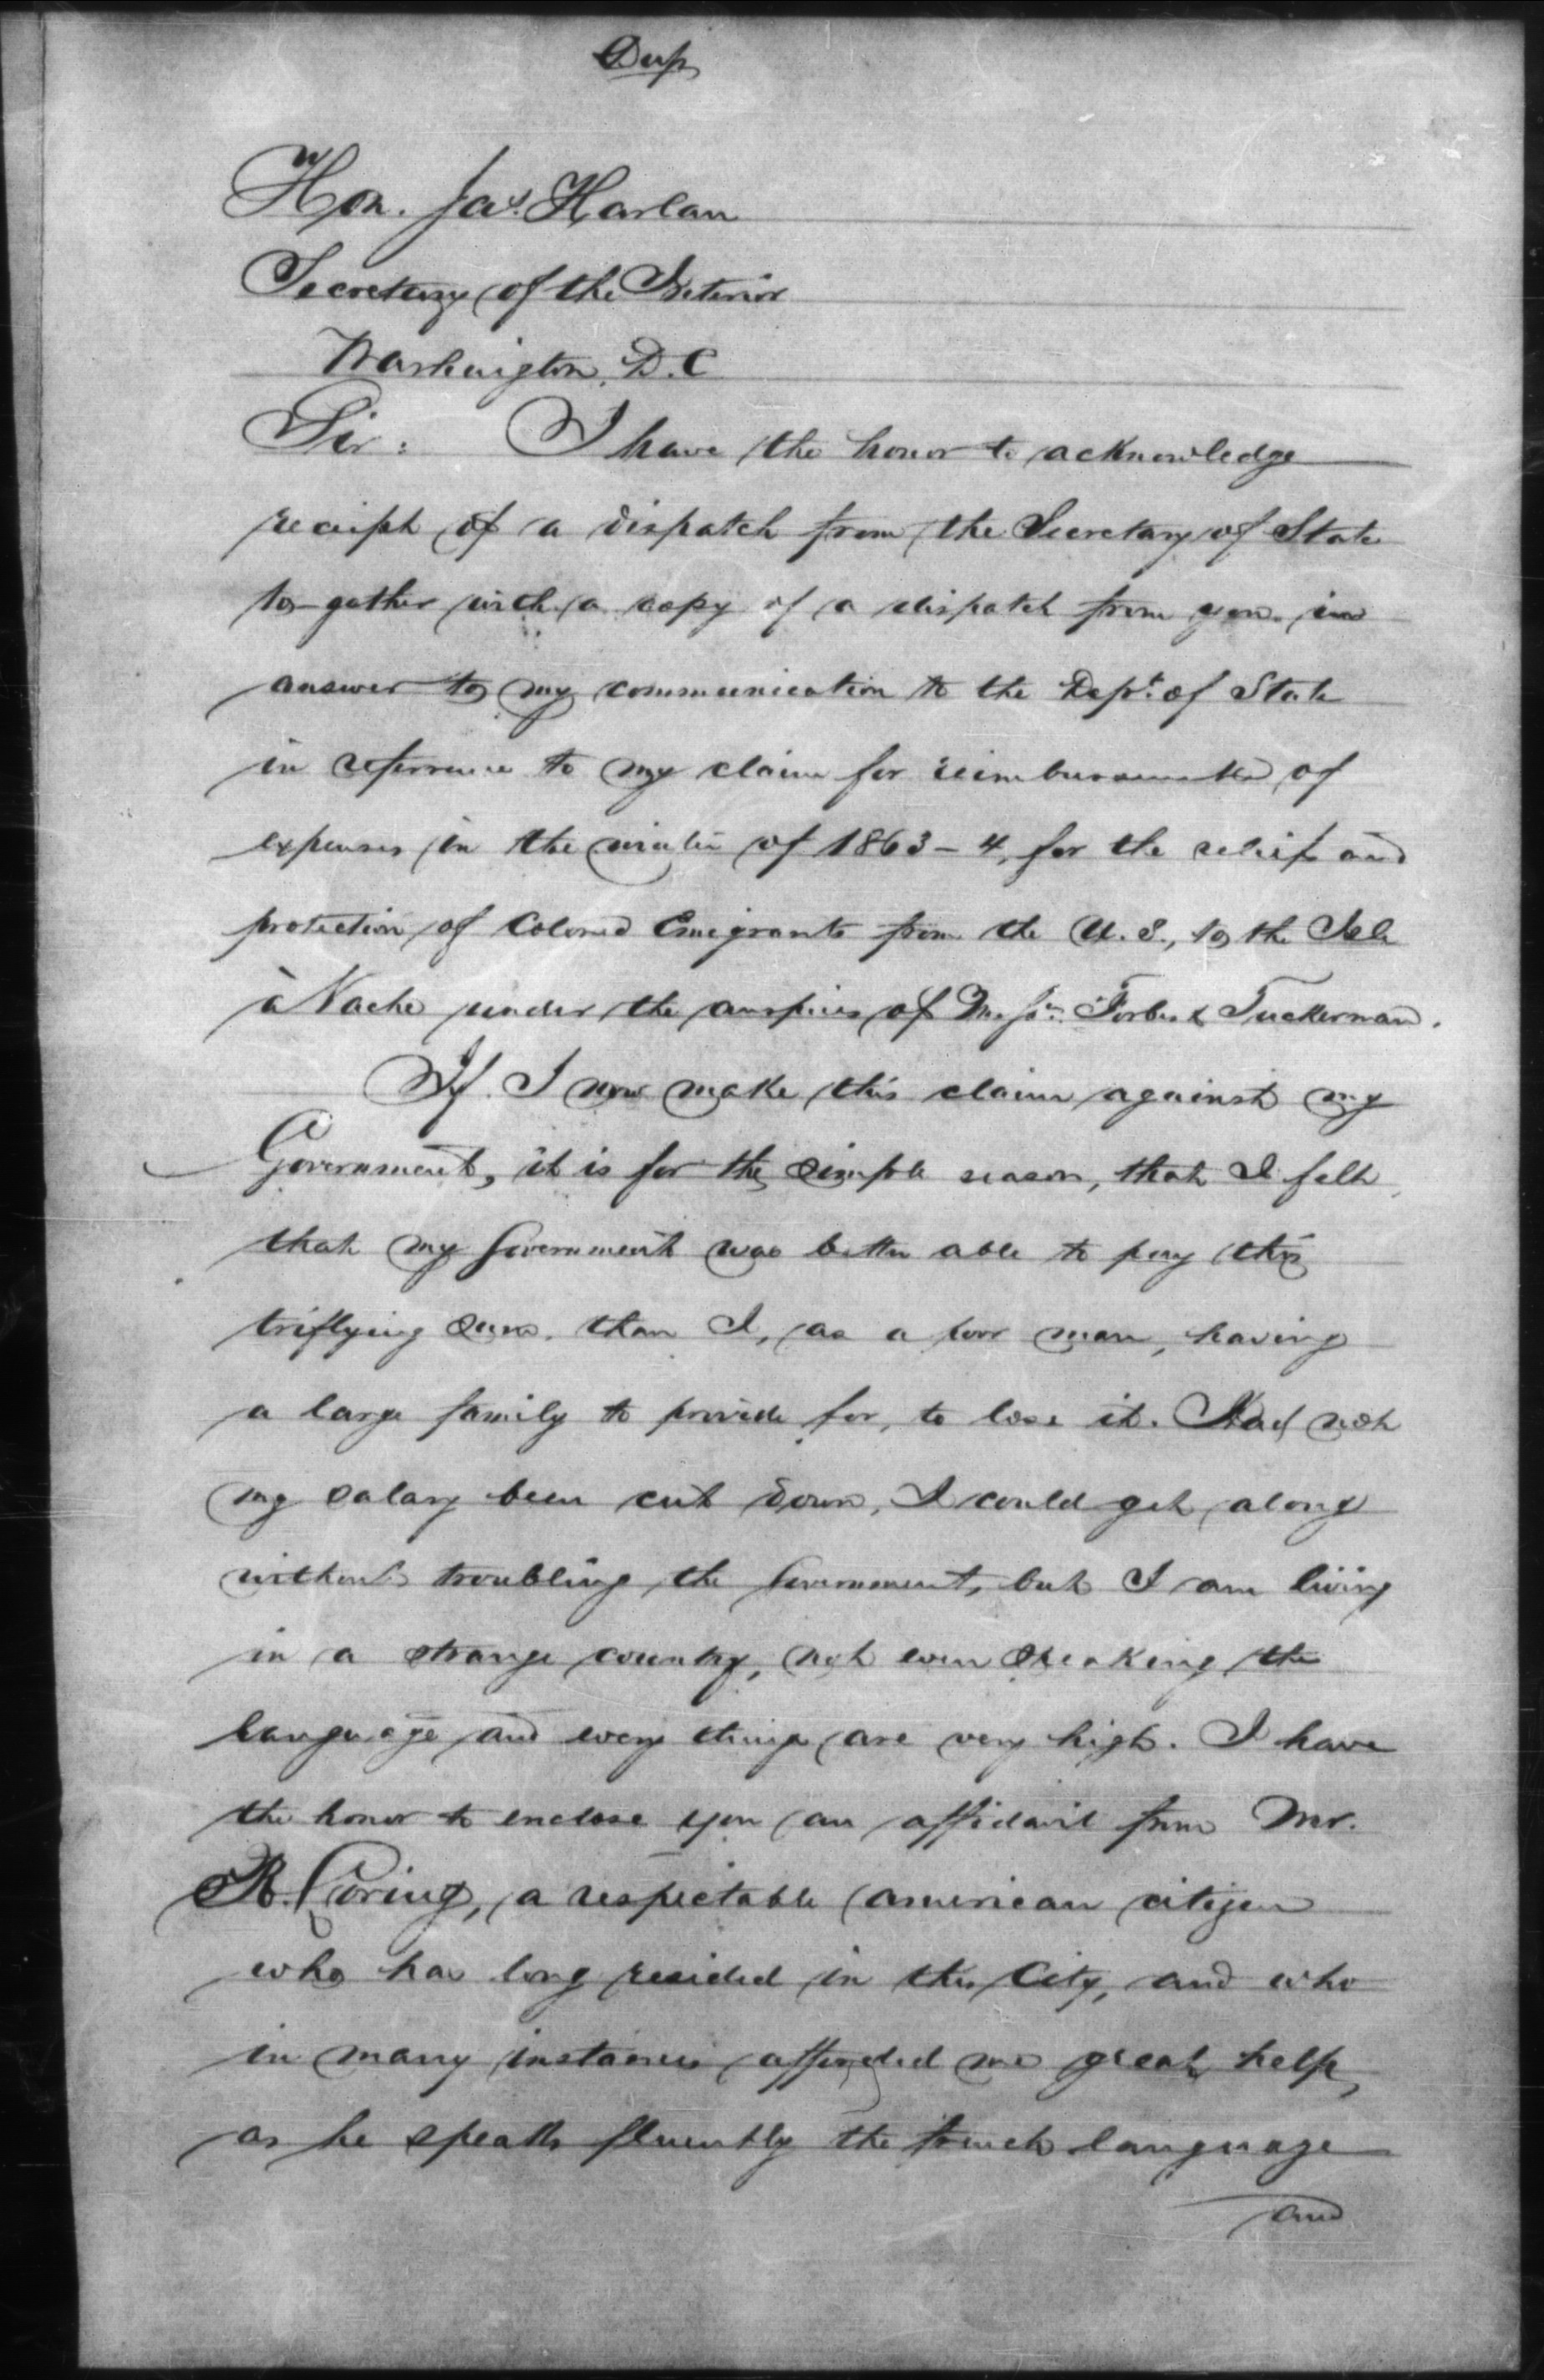 Dup
Hon. Jas. Harlan
Secretary of the Interior
Washington, D.C
Sir: I have the honor to acknowledge
receipt of a dispatch from the Secretary of State
to-gether with a copy of a dispatch from you in
answer to my communication to the Dept. of State
in reference to my claim for reimbursement of
expenses in the winter of 1863-4, for the relief and
protection of Colored Emigrants from the U.S., to the Isle
à Vache under the auspices of Messrs. Forbes & Tuckerman.
If I now make this claim against my
Government, it is for the simple reason, that I felt
that my Government was better able to pay this
triflying sum, than I, as a poor man, having
a large family to provide for, to lose it. Had not
my salary been cut down, I could get along
without troubling the Government, but I am living
in a strange country, not even speaking the
language and every things are very high. I have
the honor to enclose you an affidavit from Mr.
R. Loring, a respectable american citizen
who has long resided in this City, and who
in many instances afforded me great help,
as he speaks fluently the french language
and